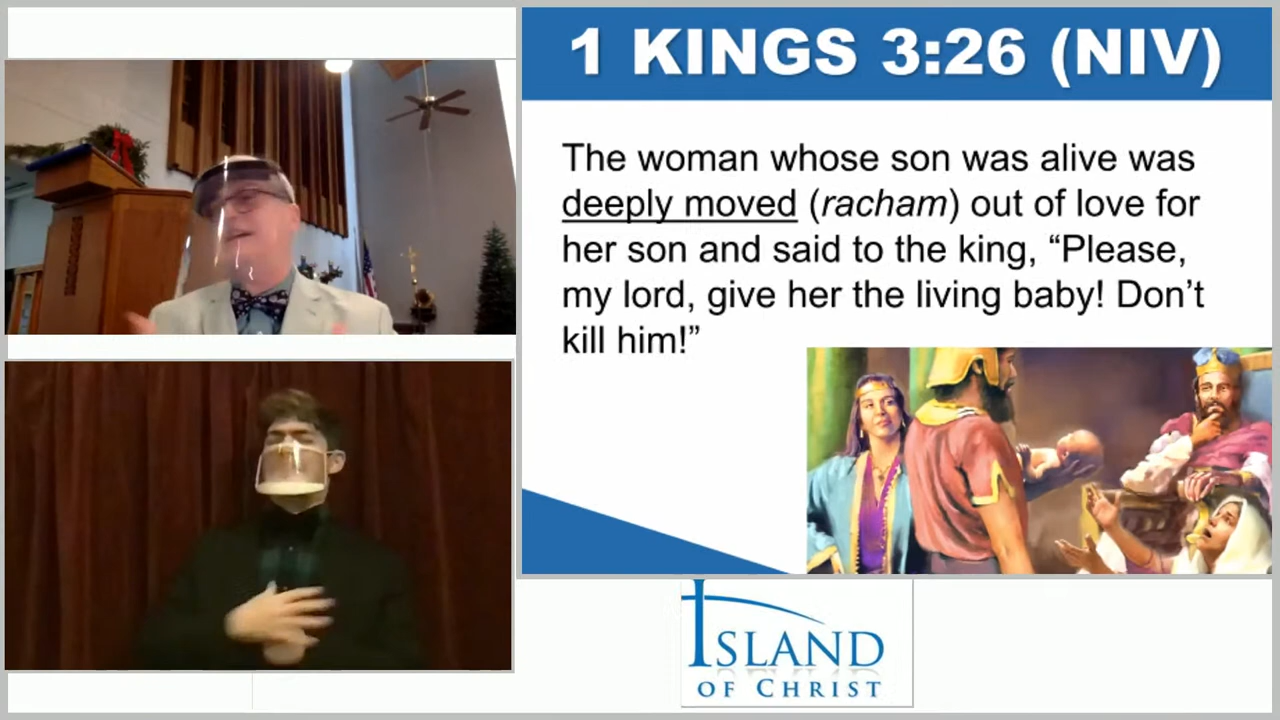 1 KINGS 3:26 (NIV)
The woman whose son was alive was
deeply moved (racham) out of love for
her son and said to the king, “Please,
my lord, give her the living baby! Don’t
kill him!”
ISLAND
OF CHRIST